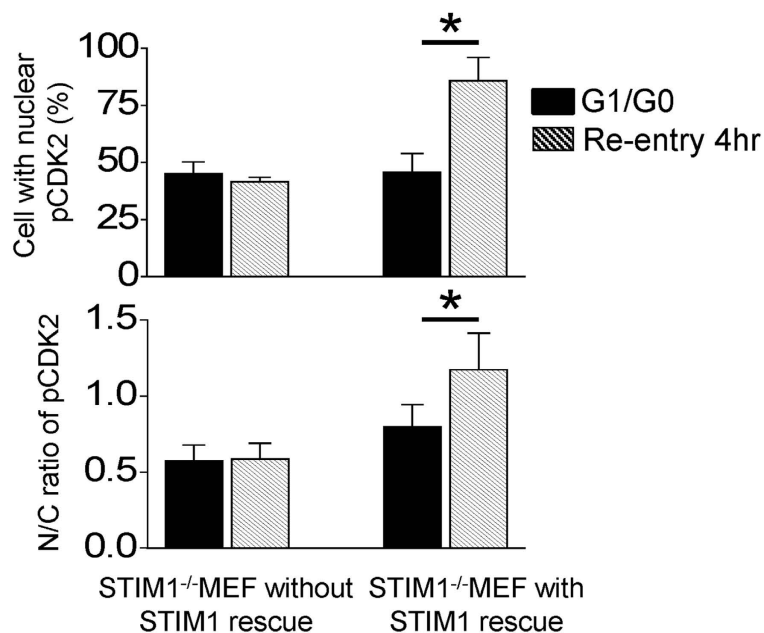 Cell with nuclear
pCDK2 (%)
100
75
50
25
0
*
G1/G0
Re-entry 4hr
N/C ratio of pCDK2
1.5
1.0
0.5
0.0
*
STIM1⁻/⁻MEF without
STIM1 rescue
STIM1⁻/⁻MEF with
STIM1 rescue